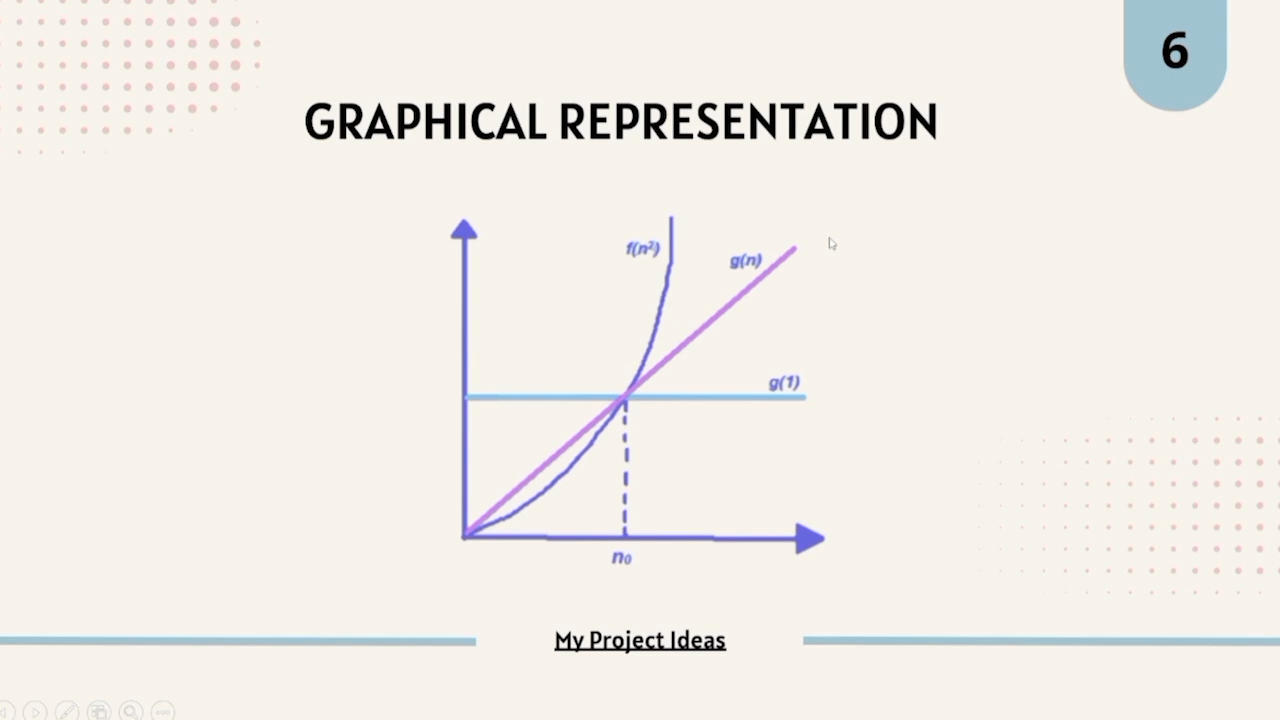 6
GRAPHICAL REPRESENTATION
f(n²)
g(n)
g(1)
n₀
My Project Ideas